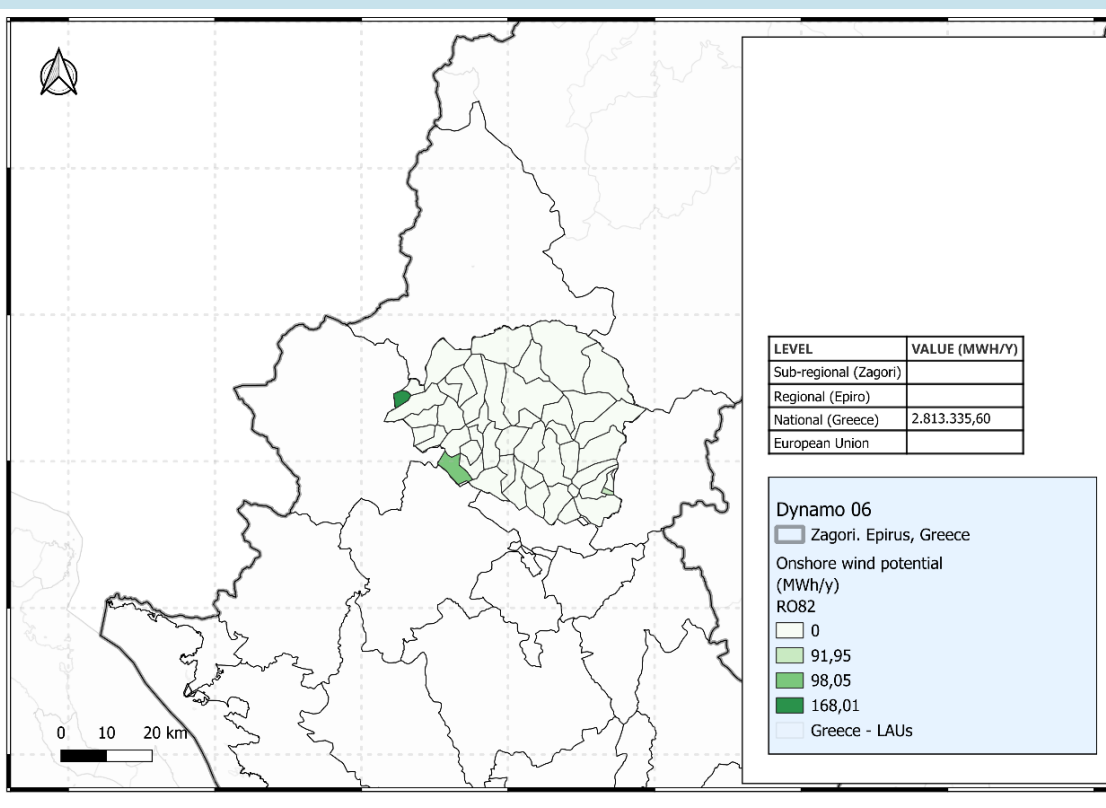 LEVEL VALUE (MWH/Y)
Sub-regional (Zagori)
Regional (Epiro)
National (Greece) 2.813.335,60
European Union
Dynamo 06
Zagori. Epirus, Greece
Onshore wind potential
(MWh/y)
RO82
0
91,95
98,05
168,01
Greece - LAUs
0 10 20 km